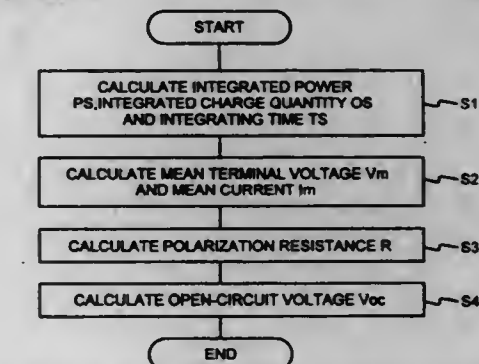 START
CALCULATE INTEGRATED POWER
PS,INTEGRATED CHARGE QUANTITY QS
AND INTEGRATING TIME TS
S1
CALCULATE MEAN TERMINAL VOLTAGE Vm
AND MEAN CURRENT Im
S2
CALCULATE POLARIZATION RESISTANCE R
S3
CALCULATE OPEN-CIRCUIT VOLTAGE Voc
S4
END